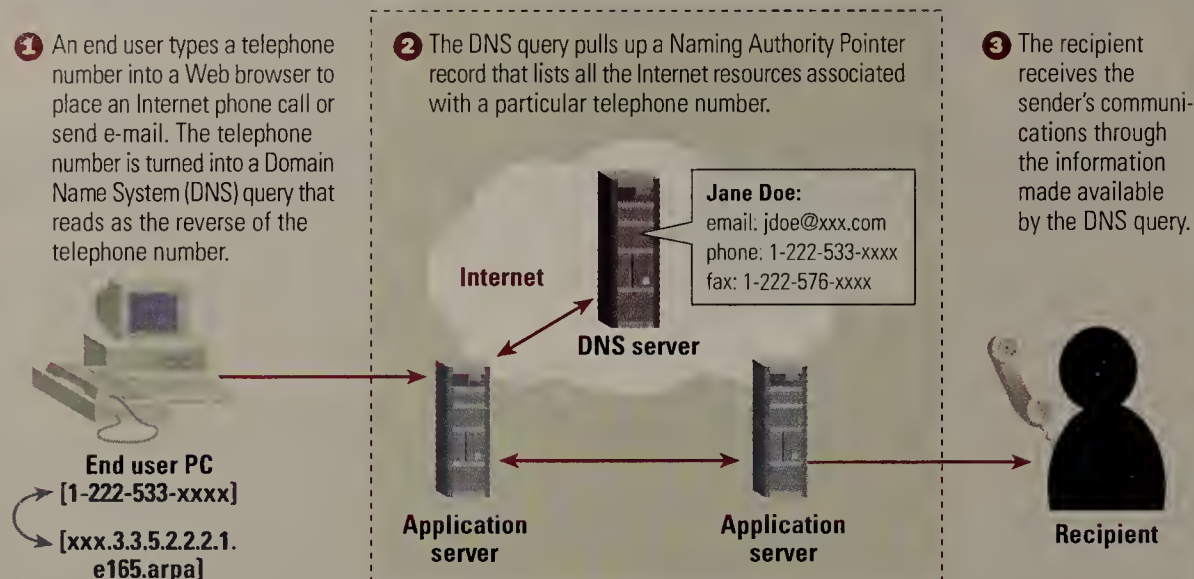 1 An end user types a telephone
number into a Web browser to
place an Internet phone call or
send e-mail. The telephone
number is turned into a Domain
Name System (DNS) query that
reads as the reverse of the
telephone number.
End user PC
[1-222-533-xxxx]
[xxx.3.3.5.2.2.2.1.
e165.arpa]
2 The DNS query pulls up a Naming Authority Pointer
record that lists all the Internet resources associated
with a particular telephone number.
Jane Doe:
email: jdoe@xxx.com
phone: 1-222-533-xxxx
fax: 1-222-576-xxxx
Internet
DNS server
Application
server
Application
server
3 The recipient
receives the
sender's communi-
cations through
the information
made available
by the DNS query.
Recipient